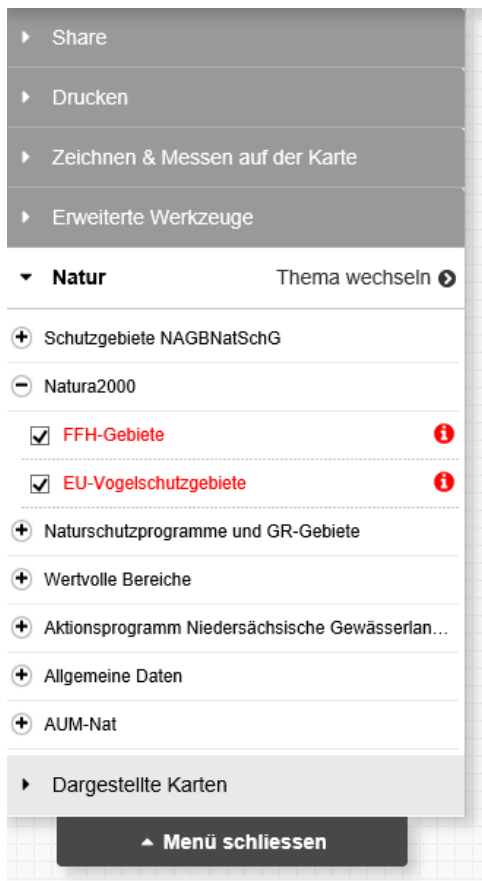 Share
Drucken
Zeichnen & Messen auf der Karte
Erweiterte Werkzeuge
Natur Thema wechseln
Schutzgebiete NAGBNatSchG
Natura2000
FFH-Gebiete
EU-Vogelschutzgebiete
Naturschutzprogramme und GR-Gebiete
Wertvolle Bereiche
Aktionsprogramm Niedersächsische Gewässerlan...
Allgemeine Daten
AUM-Nat
Dargestellte Karten
Menü schliessen